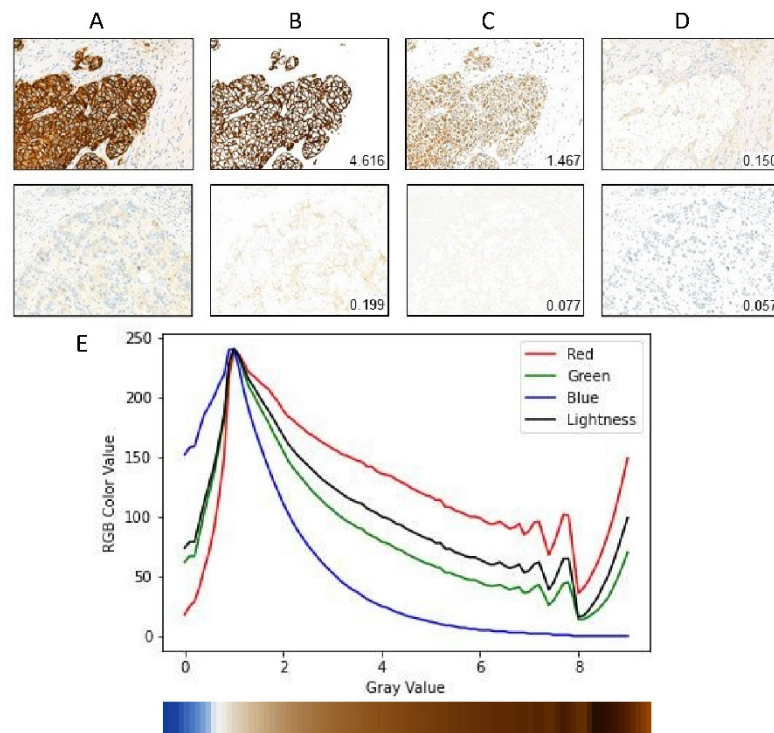 A B C D
4.616 1.467 0.150
0.199 0.077 0.057
E
250
200
150
100
50
0
RGB Color Value
Red
Green
Blue
Lightness
0 2 4 6 8
Gray Value